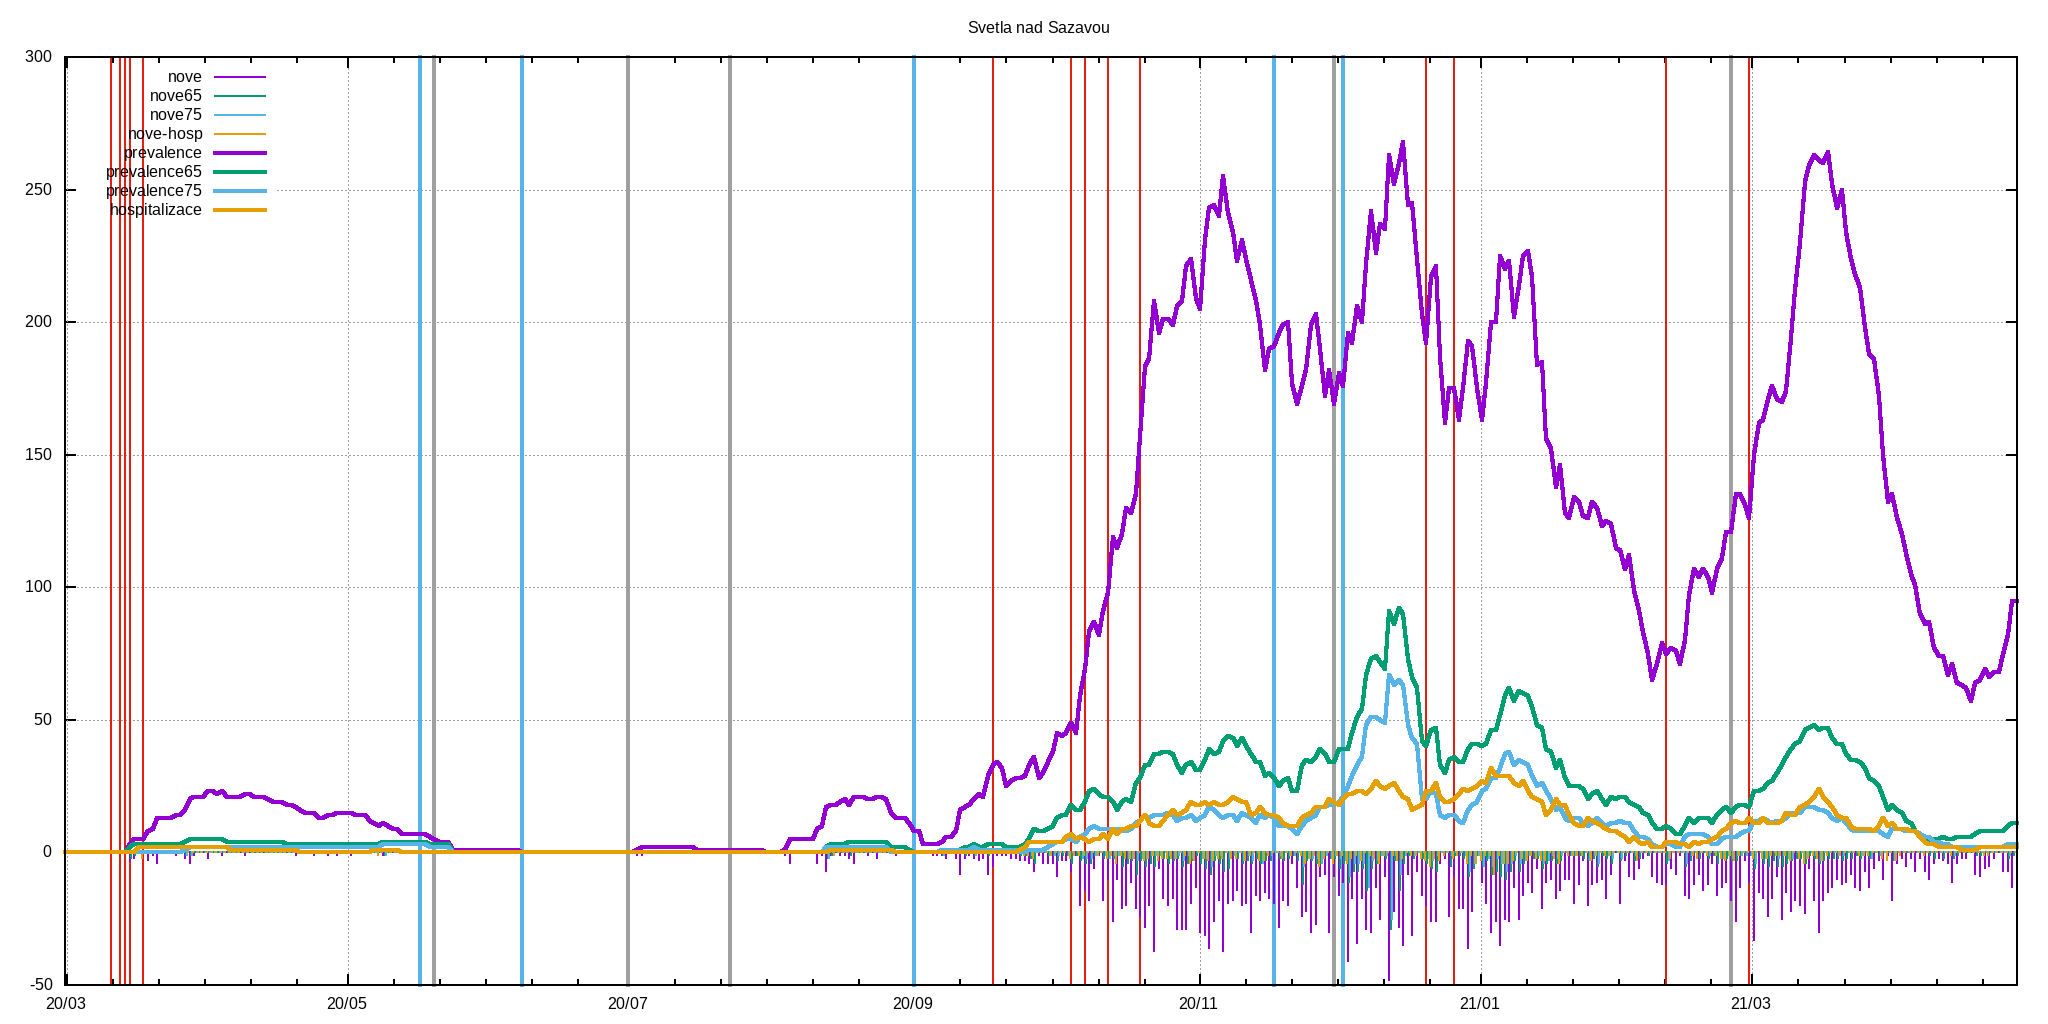 Svetla nad Sazavou
300
250
200
150
100
50
0
-50
nove
nove65
nove75
nove-hosp
prevalence
prevalence65
prevalence75
hospitalizace
20/03 20/05 20/07 20/09 20/11 21/01 21/03